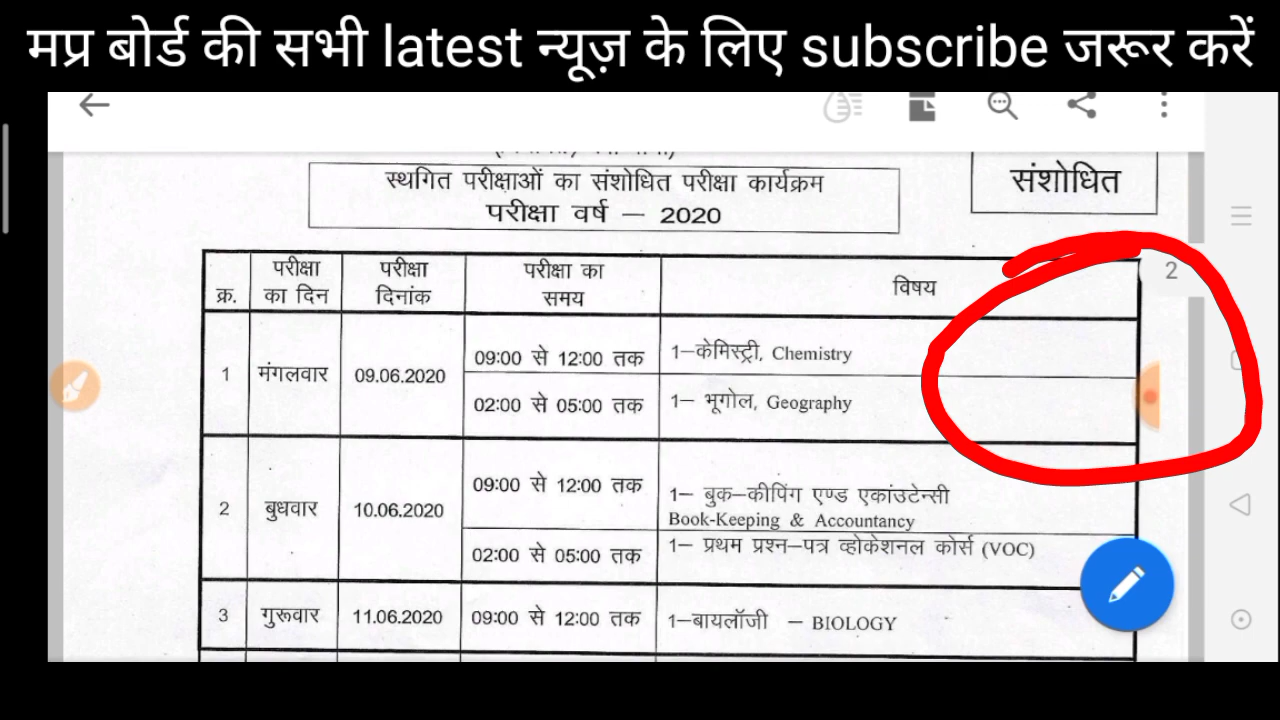 मप्र बोर्ड की सभी latest न्यूज़ के लिए subscribe जरूर करें
स्थगित परीक्षाओं का संशोधित परीक्षा कार्यक्रम
परीक्षा वर्ष — 2020
संशोधित
2
क्र. परीक्षा का दिन परीक्षा दिनांक परीक्षा का समय विषय
1 मंगलवार 09.06.2020 09:00 से 12:00 तक 1—केमिस्ट्री, Chemistry
02:00 से 05:00 तक 1— भूगोल, Geography
2 बुधवार 10.06.2020 09:00 से 12:00 तक 1— बुक—कीपिंग एण्ड एकांउटेन्सी
Book-Keeping & Accountancy
02:00 से 05:00 तक 1— प्रथम प्रश्न—पत्र व्होकेशनल कोर्स (VOC)
3 गुरूवार 11.06.2020 09:00 से 12:00 तक 1—बायलॉजी — BIOLOGY